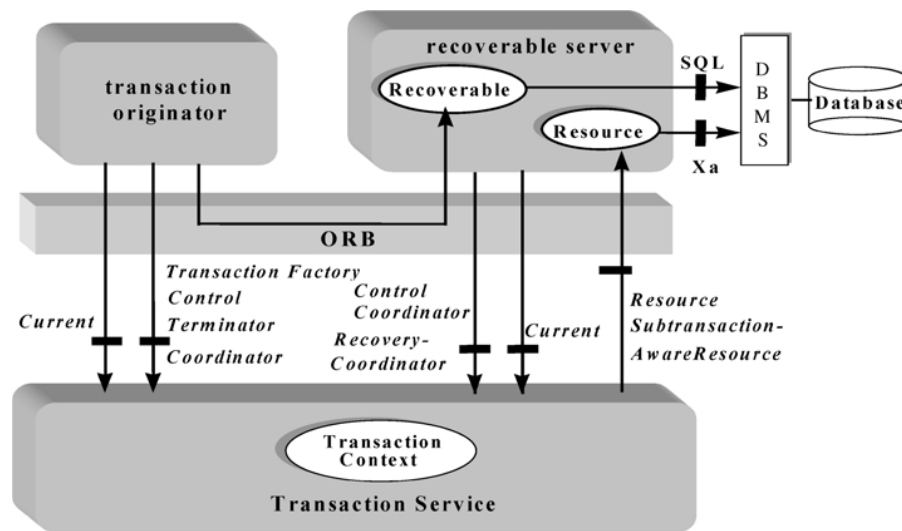 transaction
originator
recoverable server
Recoverable
Resource
SQL
Xa
D
B
M
S
Database
ORB
Current
Transaction Factory
Control
Terminator
Coordinator
Control
Coordinator
Recovery-
Coordinator
Current
Resource
Subtransaction-
AwareResource
Transaction
Context
Transaction Service